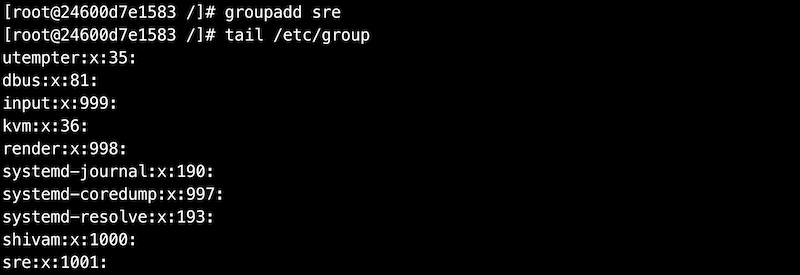 [root@24600d7e1583 /]# groupadd sre
[root@24600d7e1583 /]# tail /etc/group
utempter:x:35:
dbus:x:81:
input:x:999:
kvm:x:36:
render:x:998:
systemd-journal:x:190:
systemd-coredump:x:997:
systemd-resolve:x:193:
shivam:x:1000:
sre:x:1001: